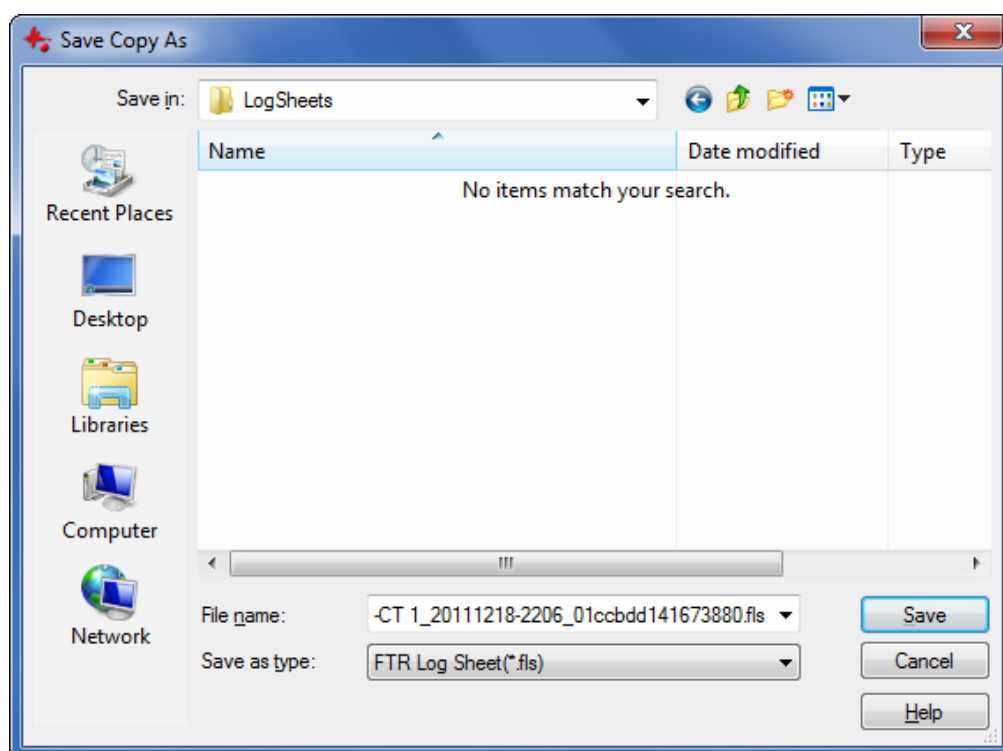 Save Copy As
Save in:
LogSheets
Name
Date modified
Type
No items match your search.
Recent Places
Desktop
Libraries
Computer
Network
File name:
-CT 1_20111218-2206_01ccbdd141673880.fls
Save
Save as type:
FTR Log Sheet(*.fls)
Cancel
Help